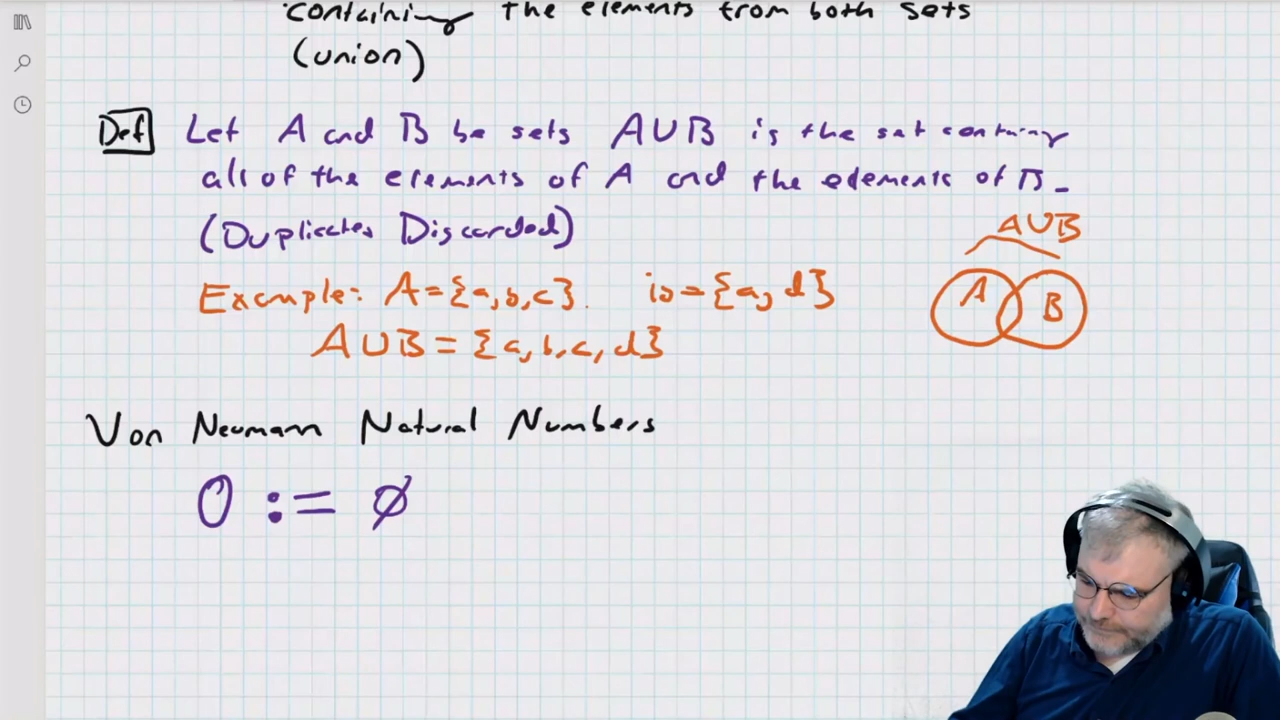 containing the elements from both sets
(union)
Def Let A and B be sets A∪B is the set containing
all of the elements of A and the elements of B.
(Duplicates Discarded)
A∪B
Example: A={a,b,c}. B={a,d}
A B
A∪B={a,b,c,d}
Von Neumann Natural Numbers
0 := ∅